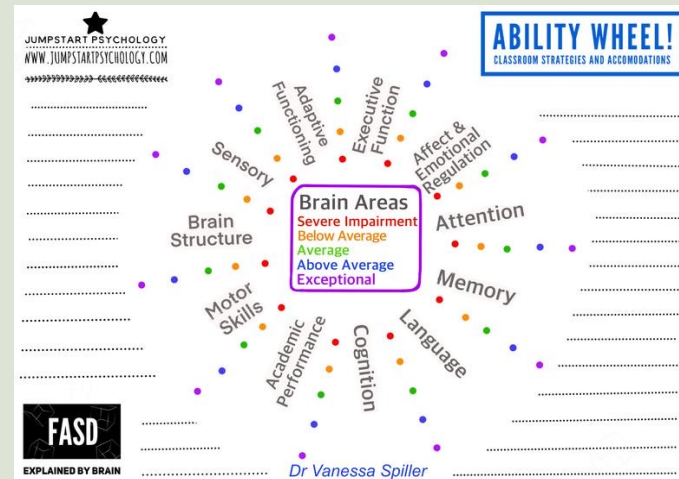 JUMPSTART PSYCHOLOGY
WWW.JUMPSTARTPSYCHOLOGY.COM
ABILITY WHEEL!
CLASSROOM STRATEGIES AND ACCOMODATIONS
Adaptive
Functioning
Executive
Function
Affect &
Emotional
Regulation
Sensory
Attention
Brain
Structure
Brain Areas
Severe Impairment
Below Average
Average
Above Average
Exceptional
Memory
Motor
Skills
Language
Academic
Performance
Cognition
FASD
EXPLAINED BY BRAIN
Dr Vanessa Spiller